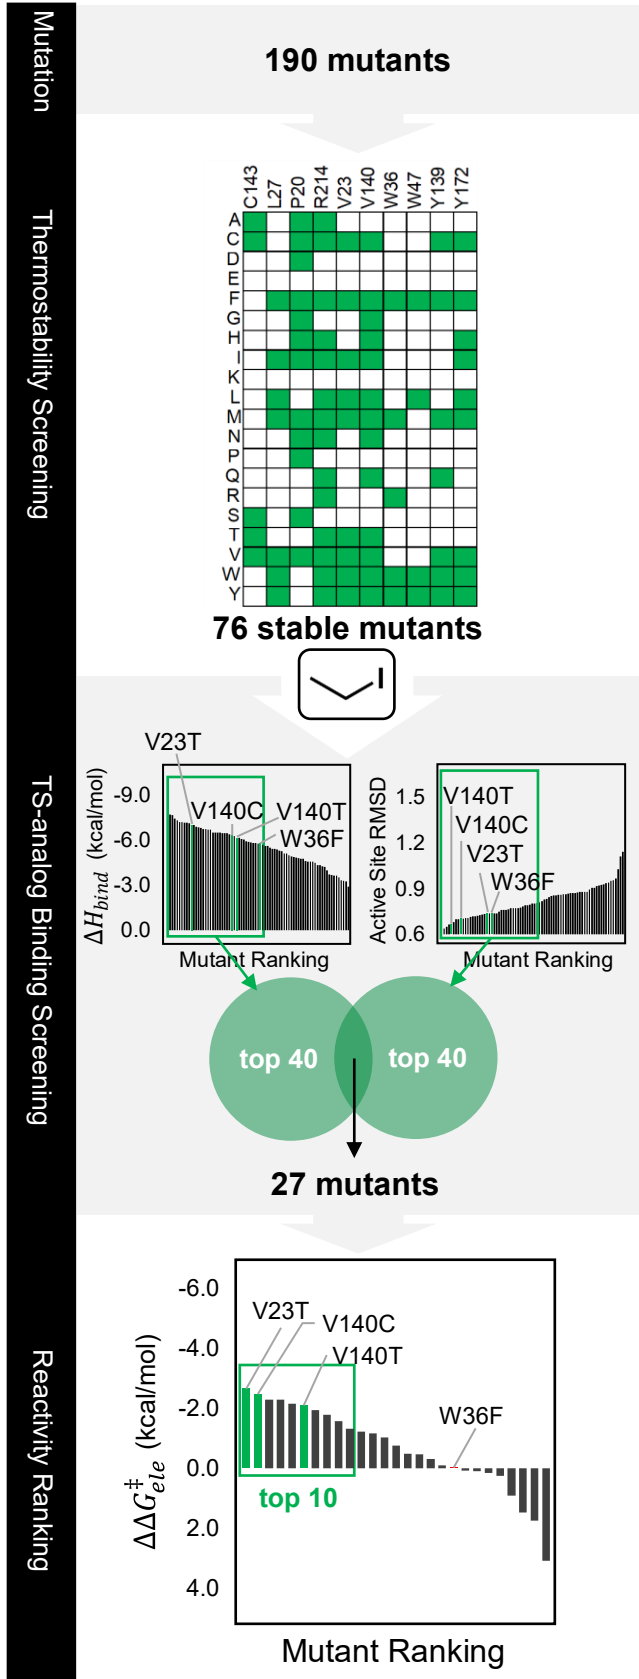 Mutation
190 mutants
Thermostability Screening
C143 L27 P20 R214 V23 V140 W36 W47 Y139 Y172
A
C
D
E
F
G
H
I
K
L
M
N
P
Q
R
S
T
V
W
Y
76 stable mutants
I
TS-analog Binding Screening
ΔH_bind (kcal/mol)
-9.0
-6.0
-3.0
0.0
V23T
V140C
V140T
W36F
Mutant Ranking
Active Site RMSD
1.5
1.2
0.9
0.6
V140T
V140C
V23T
W36F
Mutant Ranking
top 40
top 40
27 mutants
Reactivity Ranking
ΔΔG‡ele (kcal/mol)
-6.0
-4.0
-2.0
0.0
2.0
4.0
V23T
V140C
V140T
W36F
top 10
Mutant Ranking